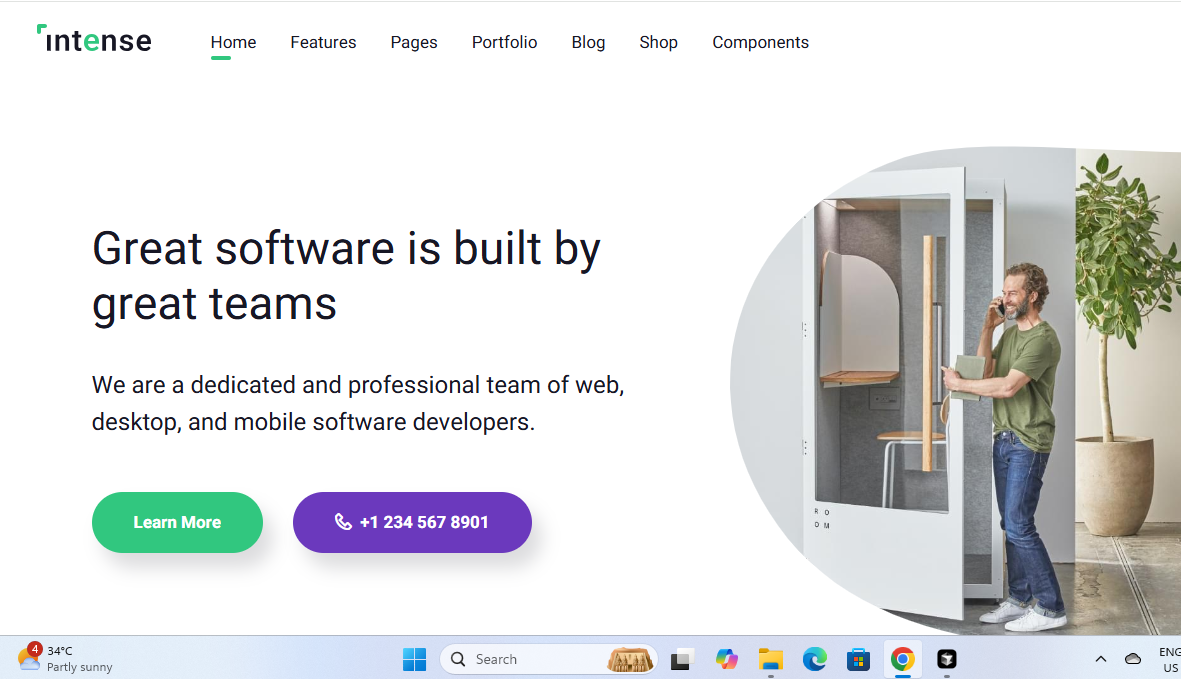 intense
Home Features Pages Portfolio Blog Shop Components
Great software is built by
great teams
We are a dedicated and professional team of web,
desktop, and mobile software developers.
Learn More +1 234 567 8901
R O
O M
4 34°C
Partly sunny
Search
ENG
US